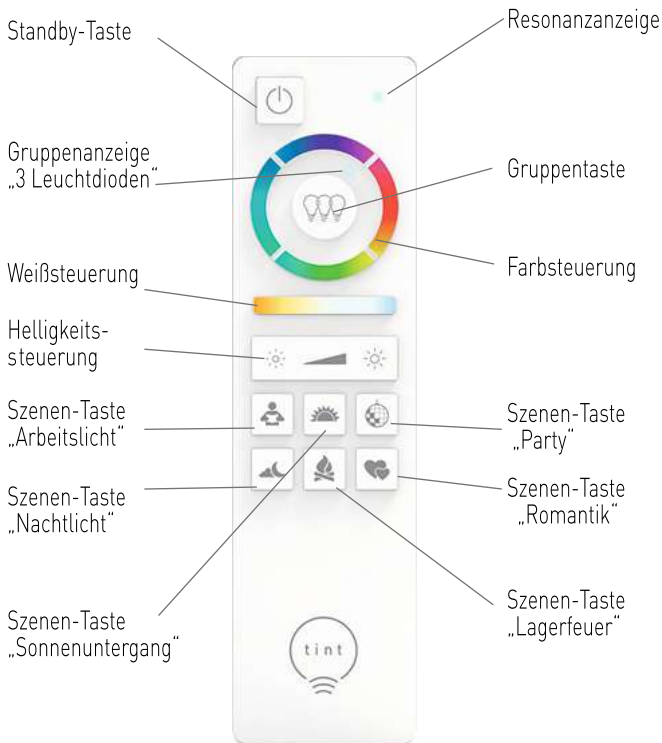 Standby-Taste
Resonanzanzeige
Gruppenanzeige
„3 Leuchtdioden“
Gruppentaste
Weißsteuerung
Farbsteuerung
Helligkeits-
steuerung
Szenen-Taste
„Arbeitslicht“
Szenen-Taste
„Party“
Szenen-Taste
„Nachtlicht“
Szenen-Taste
„Romantik“
Szenen-Taste
„Sonnenuntergang“
Szenen-Taste
„Lagerfeuer“
tint